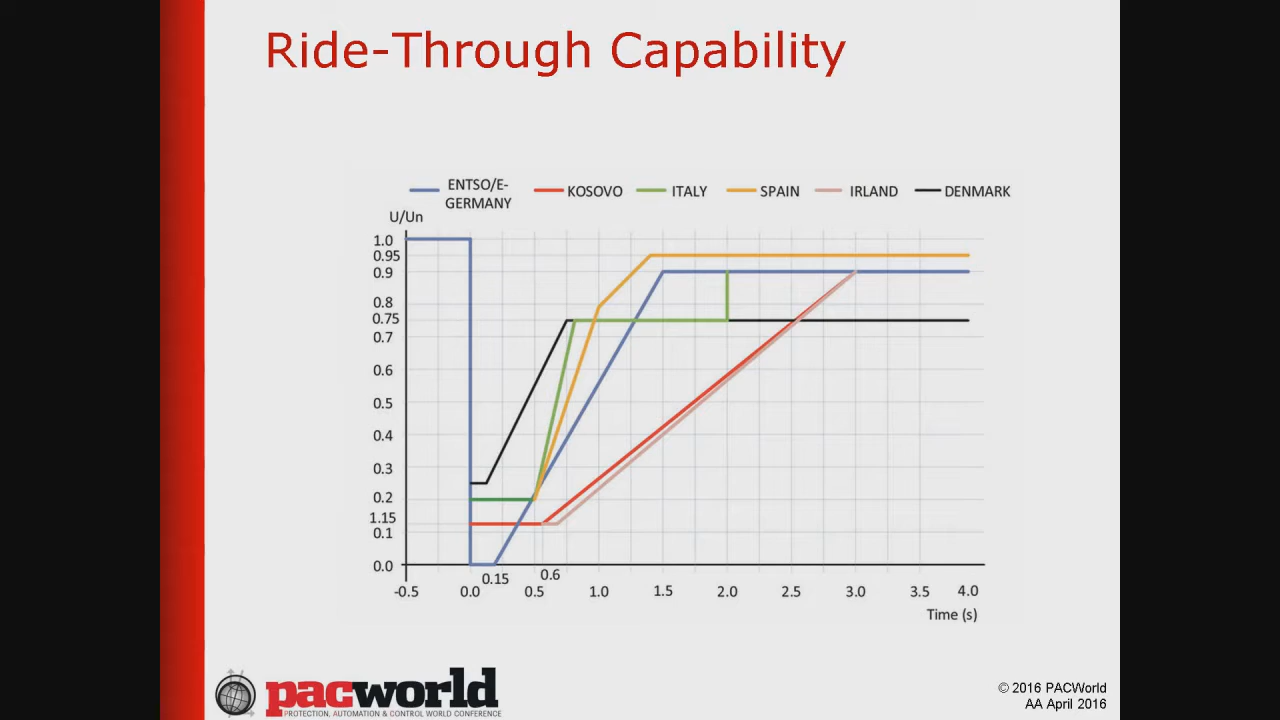 Ride-Through Capability
ENTSO/E-
GERMANY
KOSOVO
ITALY
SPAIN
IRLAND
DENMARK
U/Un
1.0
0.95
0.9
0.8
0.75
0.7
0.6
0.5
0.4
0.3
0.2
1.15
0.1
0.0
0.15
0.6
-0.5 0.0 0.5 1.0 1.5 2.0 2.5 3.0 3.5 4.0
Time (s)
pacworld
PROTECTION, AUTOMATION & CONTROL WORLD CONFERENCE
© 2016 PACWorld
AA April 2016